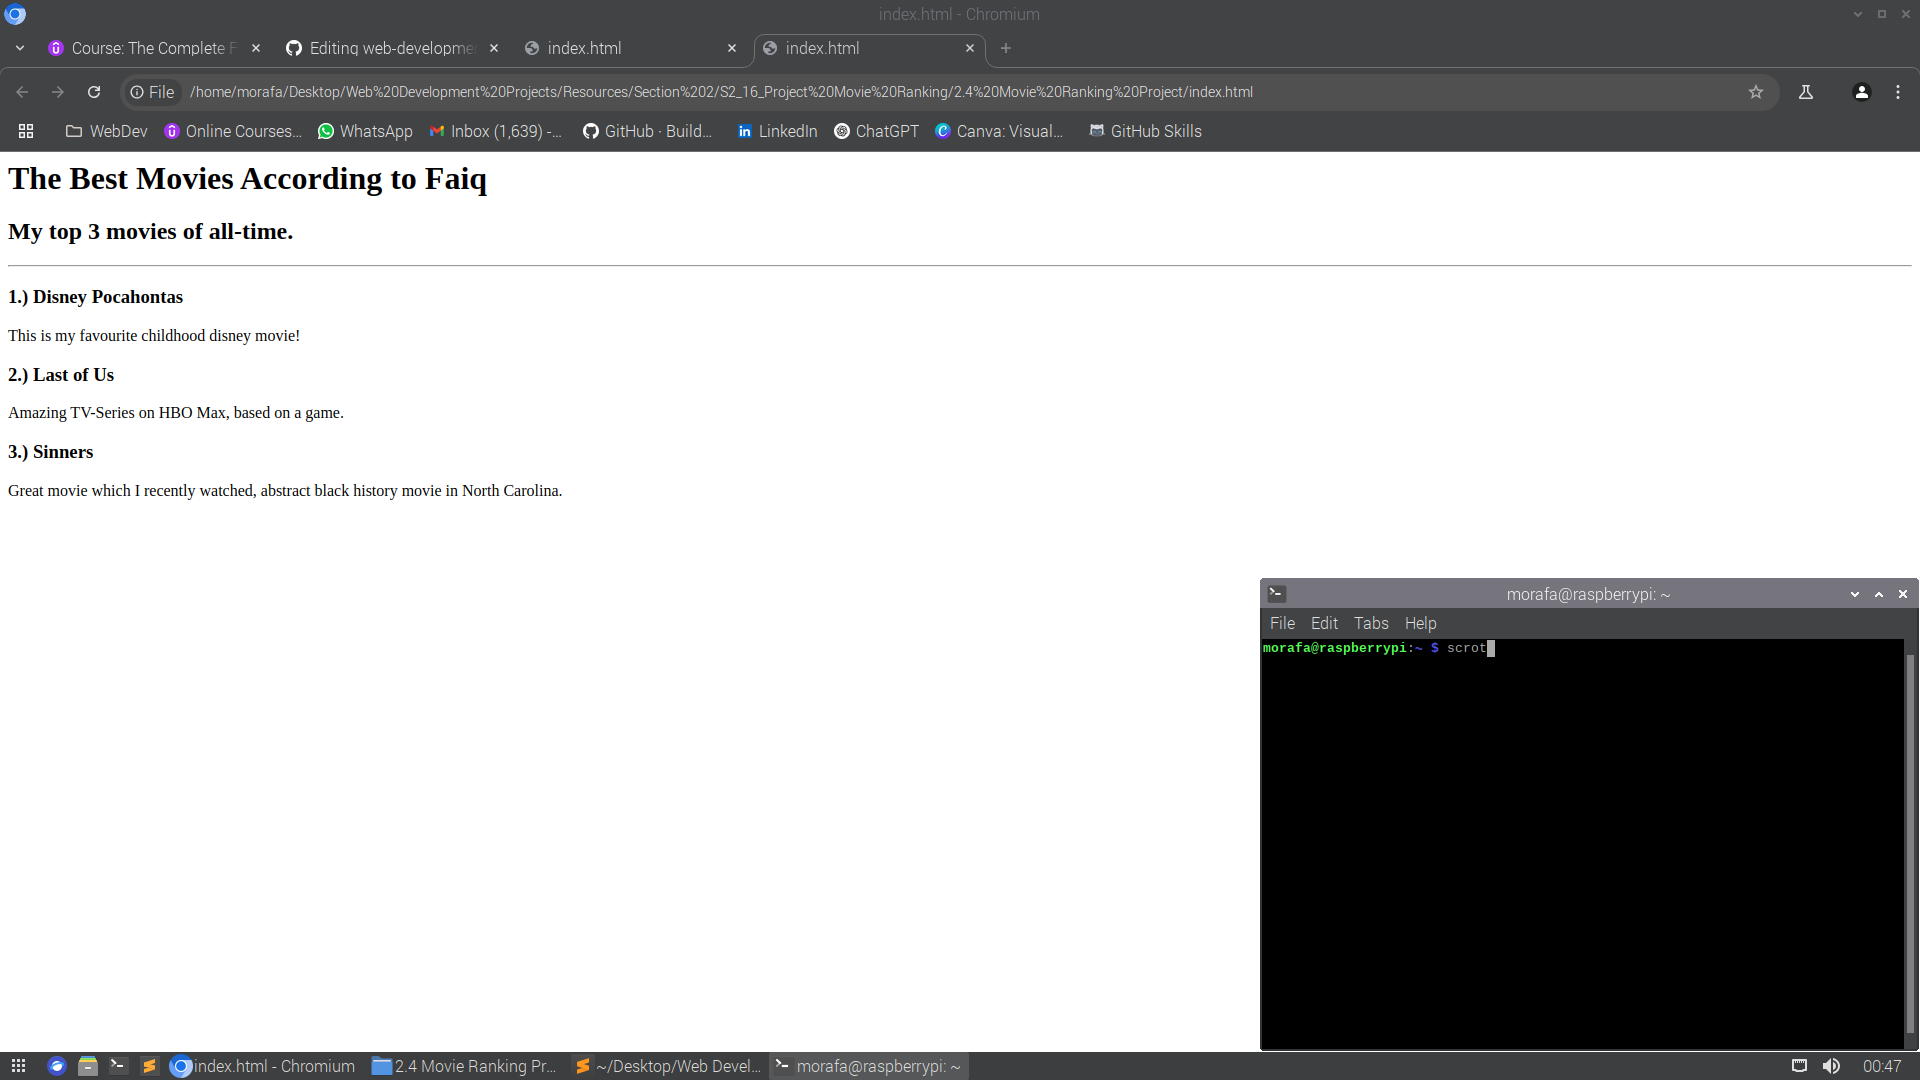 index.html - Chromium
Course: The Complete F
Editing web-developme
index.html
index.html
File /home/morafa/Desktop/Web%20Development%20Projects/Resources/Section%202/S2_16_Project%20Movie%20Ranking/2.4%20Movie%20Ranking%20Project/index.html
WebDev
Online Courses...
WhatsApp
Inbox (1,639) -...
GitHub · Build...
LinkedIn
ChatGPT
Canva: Visual...
GitHub Skills
The Best Movies According to Faiq
My top 3 movies of all-time.
1.) Disney Pocahontas
This is my favourite childhood disney movie!
2.) Last of Us
Amazing TV-Series on HBO Max, based on a game.
3.) Sinners
Great movie which I recently watched, abstract black history movie in North Carolina.
morafa@raspberrypi: ~
File Edit Tabs Help
morafa@raspberrypi:~ $ scrot
index.html - Chromium
2.4 Movie Ranking Pr...
~/Desktop/Web Devel...
morafa@raspberrypi: ~
00:47